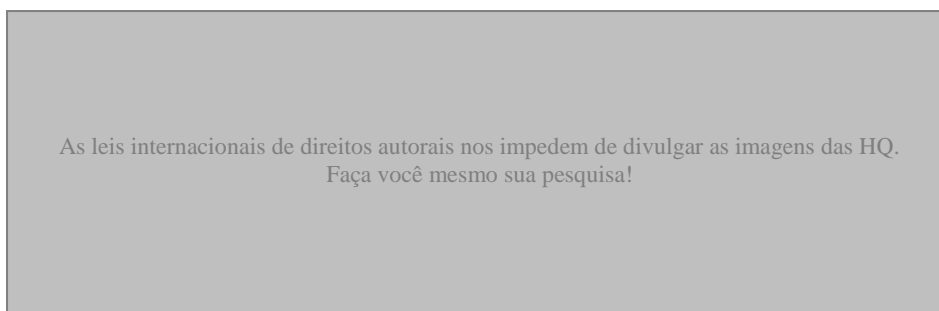 As leis internacionais de direitos autorais nos impedem de divulgar as imagens das HQ.
Faça você mesmo sua pesquisa!